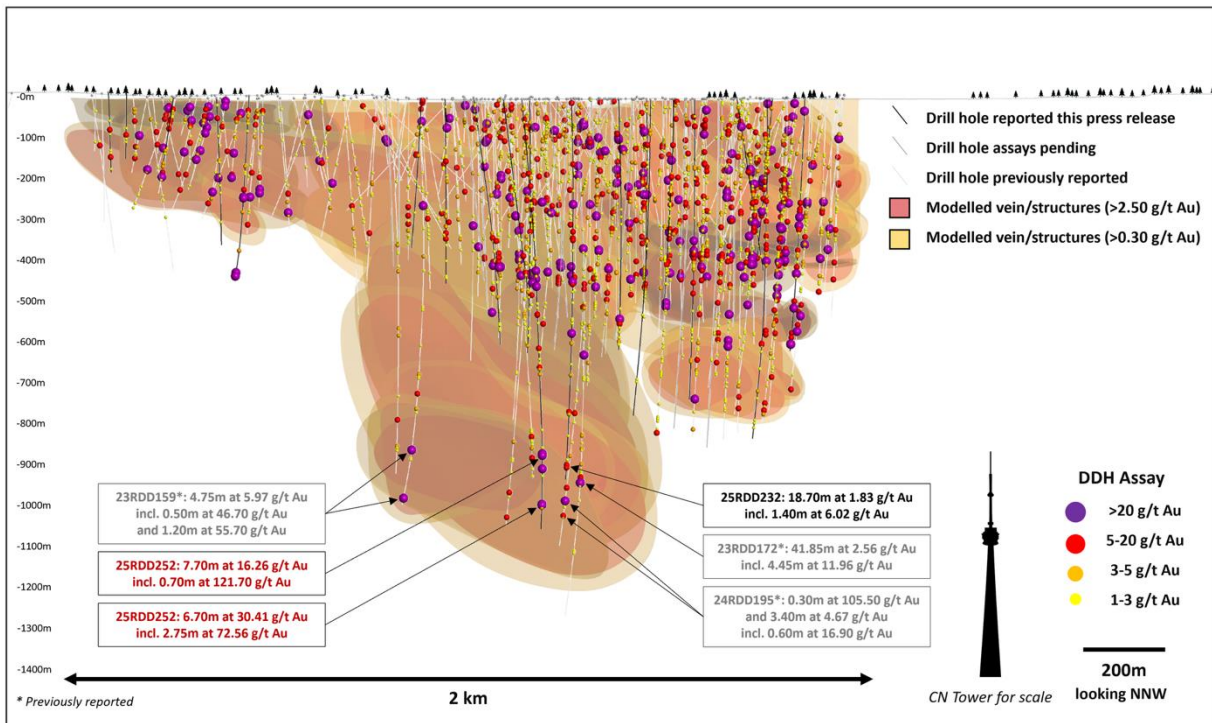 -0m
-100m
-200m
-300m
-400m
-500m
-600m
-700m
-800m
-900m
-1000m
-1100m
-1200m
-1300m
-1400m
Drill hole reported this press release
Drill hole assays pending
Drill hole previously reported
Modelled vein/structures (>2.50 g/t Au)
Modelled vein/structures (>0.30 g/t Au)
23RDD159*: 4.75m at 5.97 g/t Au
incl. 0.50m at 46.70 g/t Au
and 1.20m at 55.70 g/t Au
25RDD252: 7.70m at 16.26 g/t Au
incl. 0.70m at 121.70 g/t Au
25RDD252: 6.70m at 30.41 g/t Au
incl. 2.75m at 72.56 g/t Au
25RDD232: 18.70m at 1.83 g/t Au
incl. 1.40m at 6.02 g/t Au
23RDD172*: 41.85m at 2.56 g/t Au
incl. 4.45m at 11.96 g/t Au
24RDD195*: 0.30m at 105.50 g/t Au
and 3.40m at 4.67 g/t Au
incl. 0.60m at 16.90 g/t Au
DDH Assay
>20 g/t Au
5-20 g/t Au
3-5 g/t Au
1-3 g/t Au
200m
looking NNW
CN Tower for scale
2 km
* Previously reported